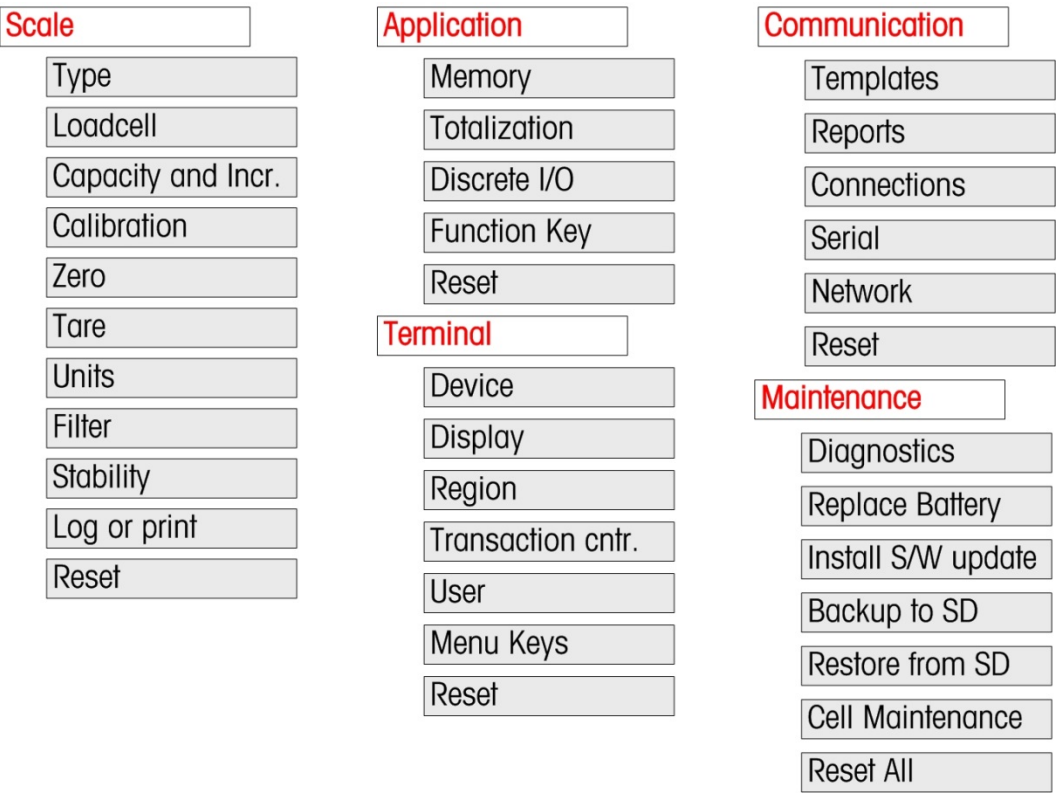 Scale
Type
Loadcell
Capacity and Incr.
Calibration
Zero
Tare
Units
Filter
Stability
Log or print
Reset
Application
Memory
Totalization
Discrete I/O
Function Key
Reset
Terminal
Device
Display
Region
Transaction cntr.
User
Menu Keys
Reset
Communication
Templates
Reports
Connections
Serial
Network
Reset
Maintenance
Diagnostics
Replace Battery
Install S/W update
Backup to SD
Restore from SD
Cell Maintenance
Reset All